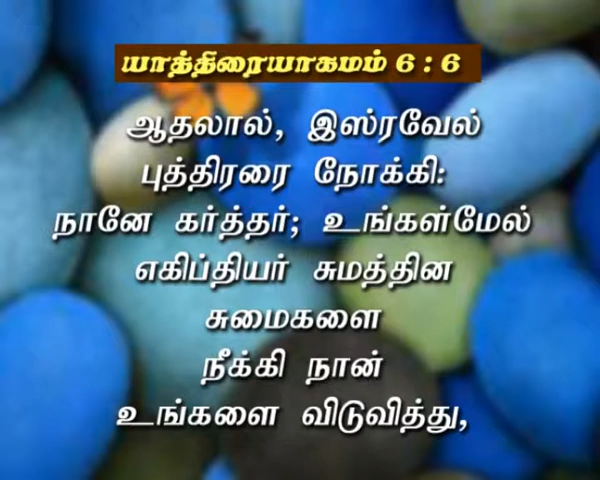 யாத்திரையாகமம் 6 : 6
ஆதலால், இஸ்ரவேல்
புத்திரரை நோக்கி:
நானே கர்த்தர்; உங்கள்மேல்
எகிப்தியர் சுமத்தின
சுமைகளை
நீக்கி நான்
உங்களை விடுவித்து,